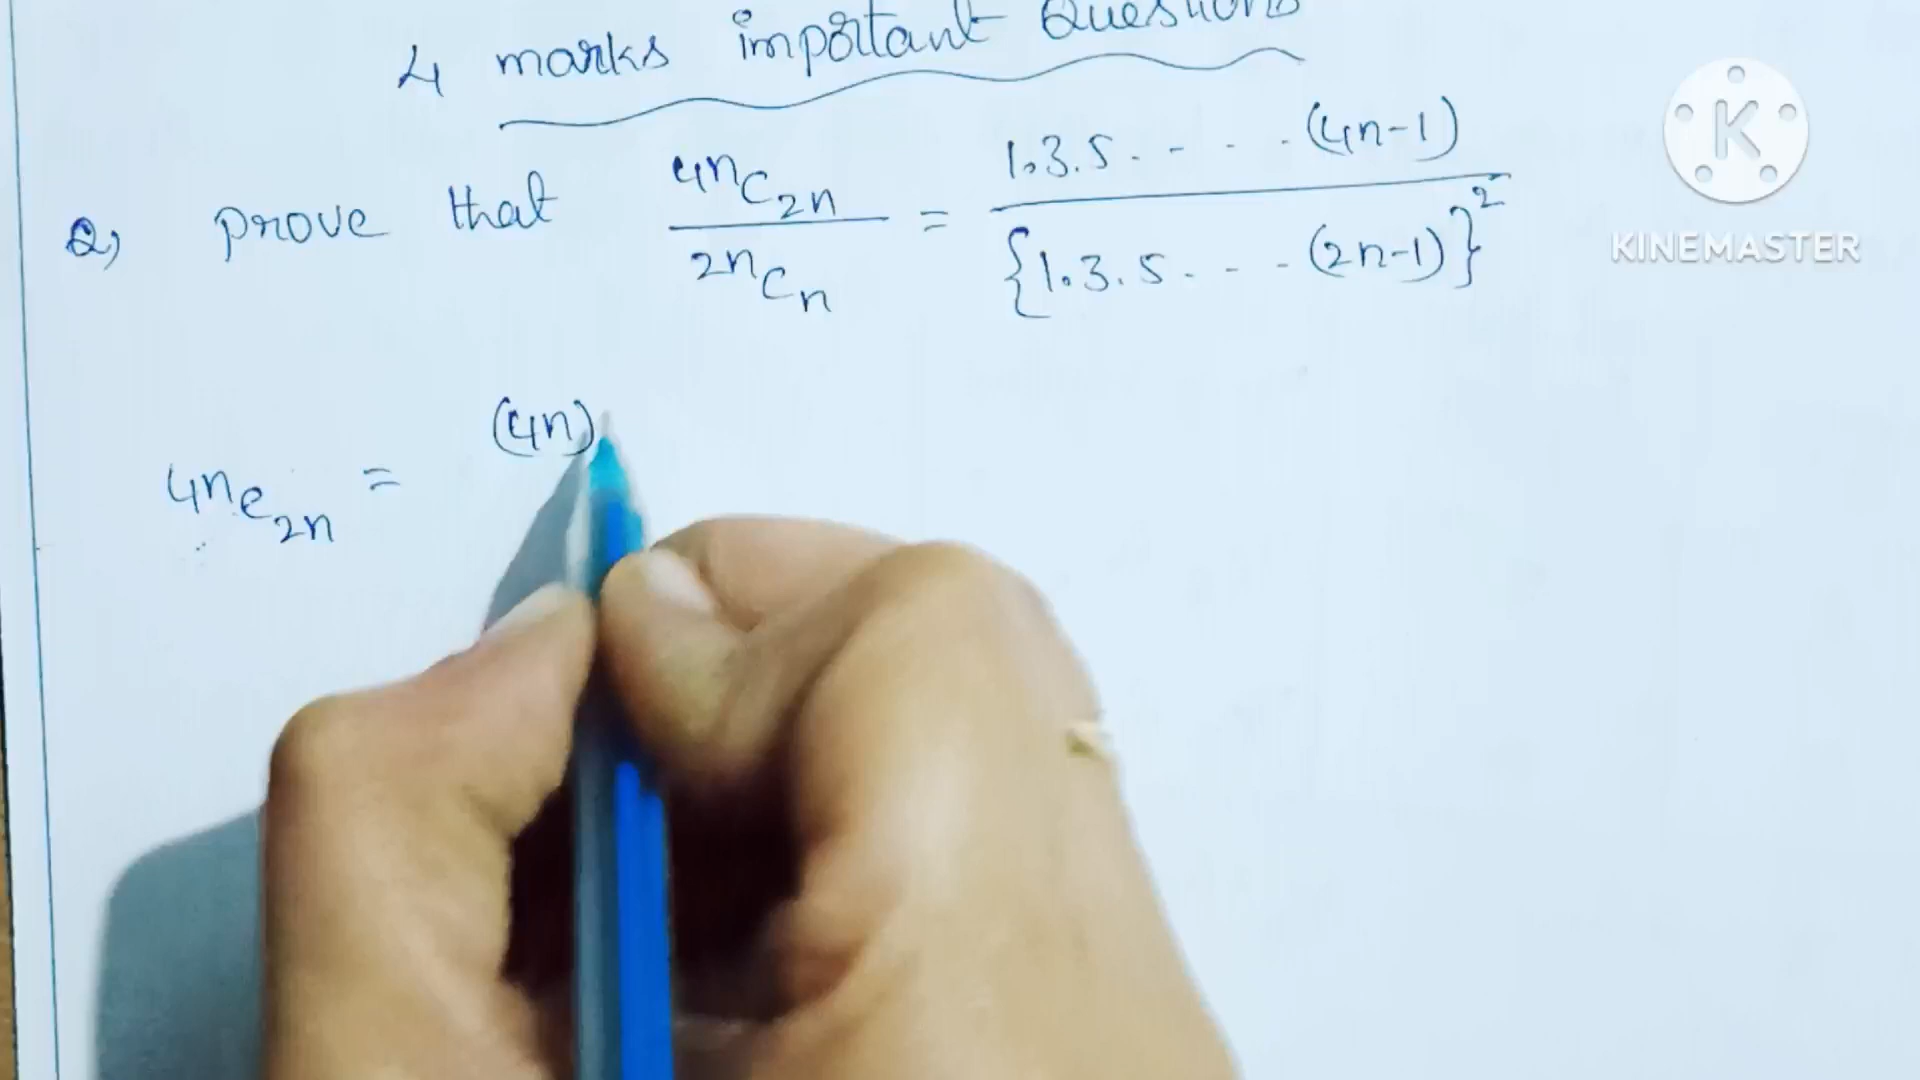 4 marks important Questions
Q) prove that 4nC2n / 2nCn = 1.3.5.----(4n-1) / {1.3.5---(2n-1)}²
K
KINEMASTER
4nc2n = (4n)